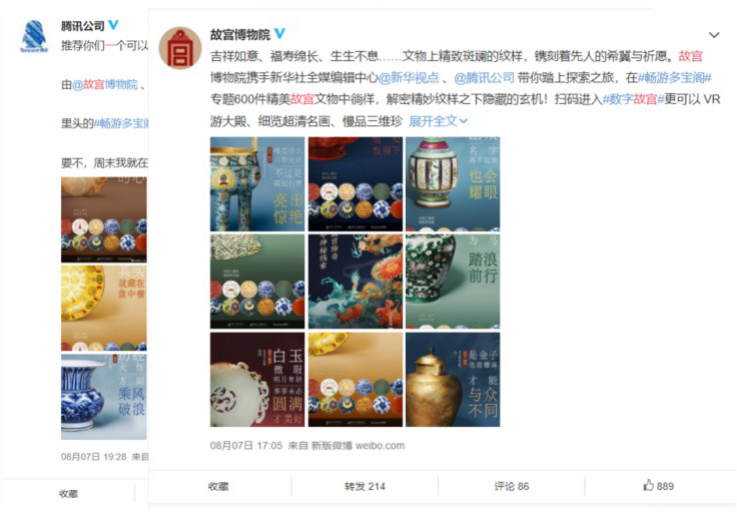 腾讯公司
推荐你们一个可以
由@故宫博物院、
里头的#畅游多宝阁
要不，周末我就在
就藏在
盘中餐
乘风
破浪
08月07日 19:28 来自
收藏
故宫博物院
吉祥如意、福寿绵长、生生不息……文物上精致斑斓的纹样，镌刻着先人的希冀与祈愿。故宫
博物院携手新华社全媒编辑中心@新华视点 、@腾讯公司 带你踏上探索之旅，在#畅游多宝阁#
专题600件精美故宫文物中徜徉，解密精妙纹样之下隐藏的玄机！扫码进入#数字故宫#更可以 VR
游大殿、细览超清名画、慢品三维珍 展开全文
亮出
惊绝
也会
耀眼
踏浪
前行
白玉
微瑕
圆满
才美好
是金子
才能
与众
不同
08月07日 17:05 来自 新版微博 weibo.com
收藏
转发 214
评论 86
889